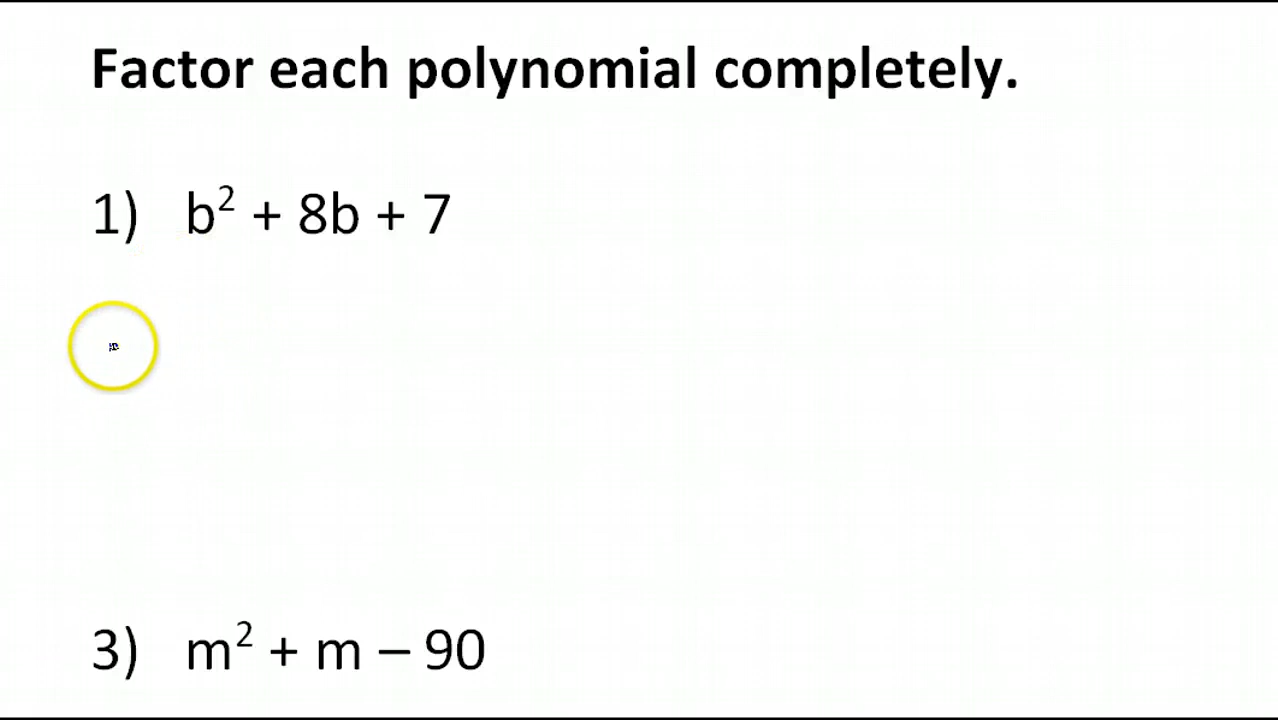 Factor each polynomial completely.
1) b² + 8b + 7
3) m² + m – 90